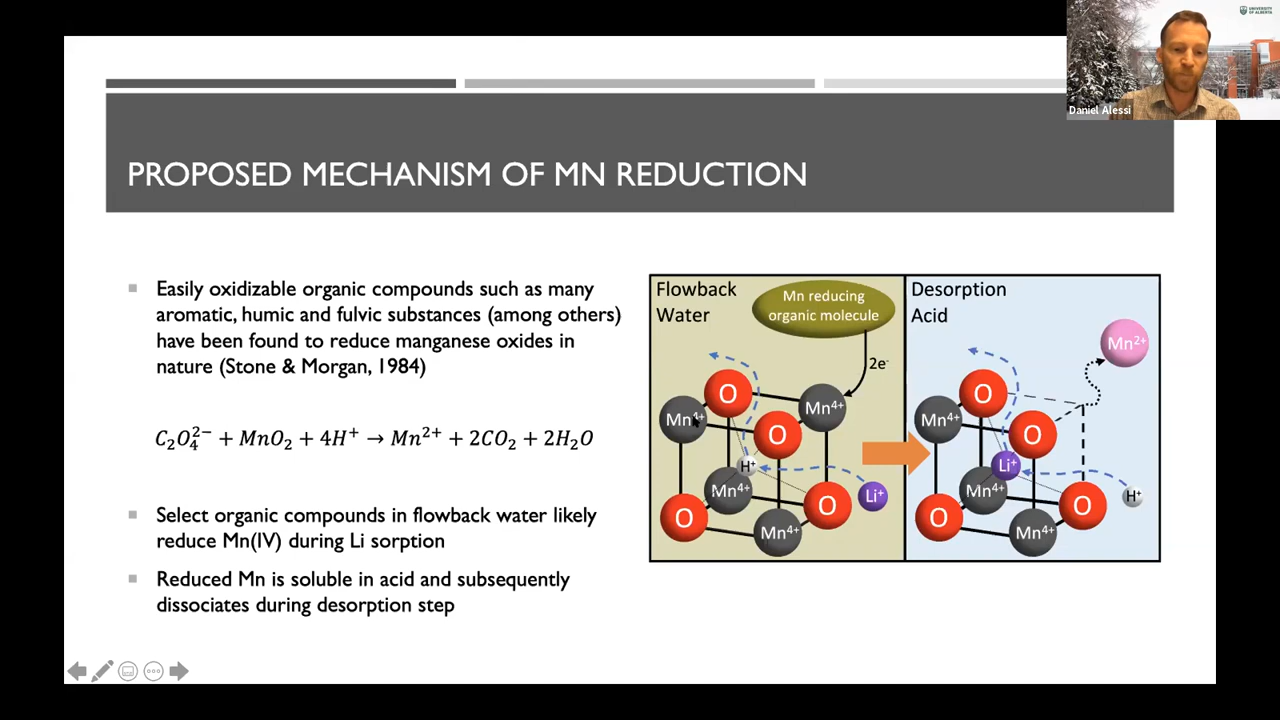 UNIVERSITY
OF ALBERTA
Daniel Alessi
PROPOSED MECHANISM OF MN REDUCTION
Easily oxidizable organic compounds such as many
aromatic, humic and fulvic substances (among others)
have been found to reduce manganese oxides in
nature (Stone & Morgan, 1984)
C₂O₄²⁻ + MnO₂ + 4H⁺ → Mn²⁺ + 2CO₂ + 2H₂O
Select organic compounds in flowback water likely
reduce Mn(IV) during Li sorption
Reduced Mn is soluble in acid and subsequently
dissociates during desorption step
Flowback
Water
Mn reducing
organic molecule
2e⁻
O
Mn⁴⁺
Mn⁴⁺
O
H⁺
Mn⁴⁺
Li⁺
O
O
Mn⁴⁺
Desorption
Acid
Mn²⁺
O
Mn⁴⁺
O
Li⁺
Mn⁴⁺
H⁺
O
O
Mn⁴⁺